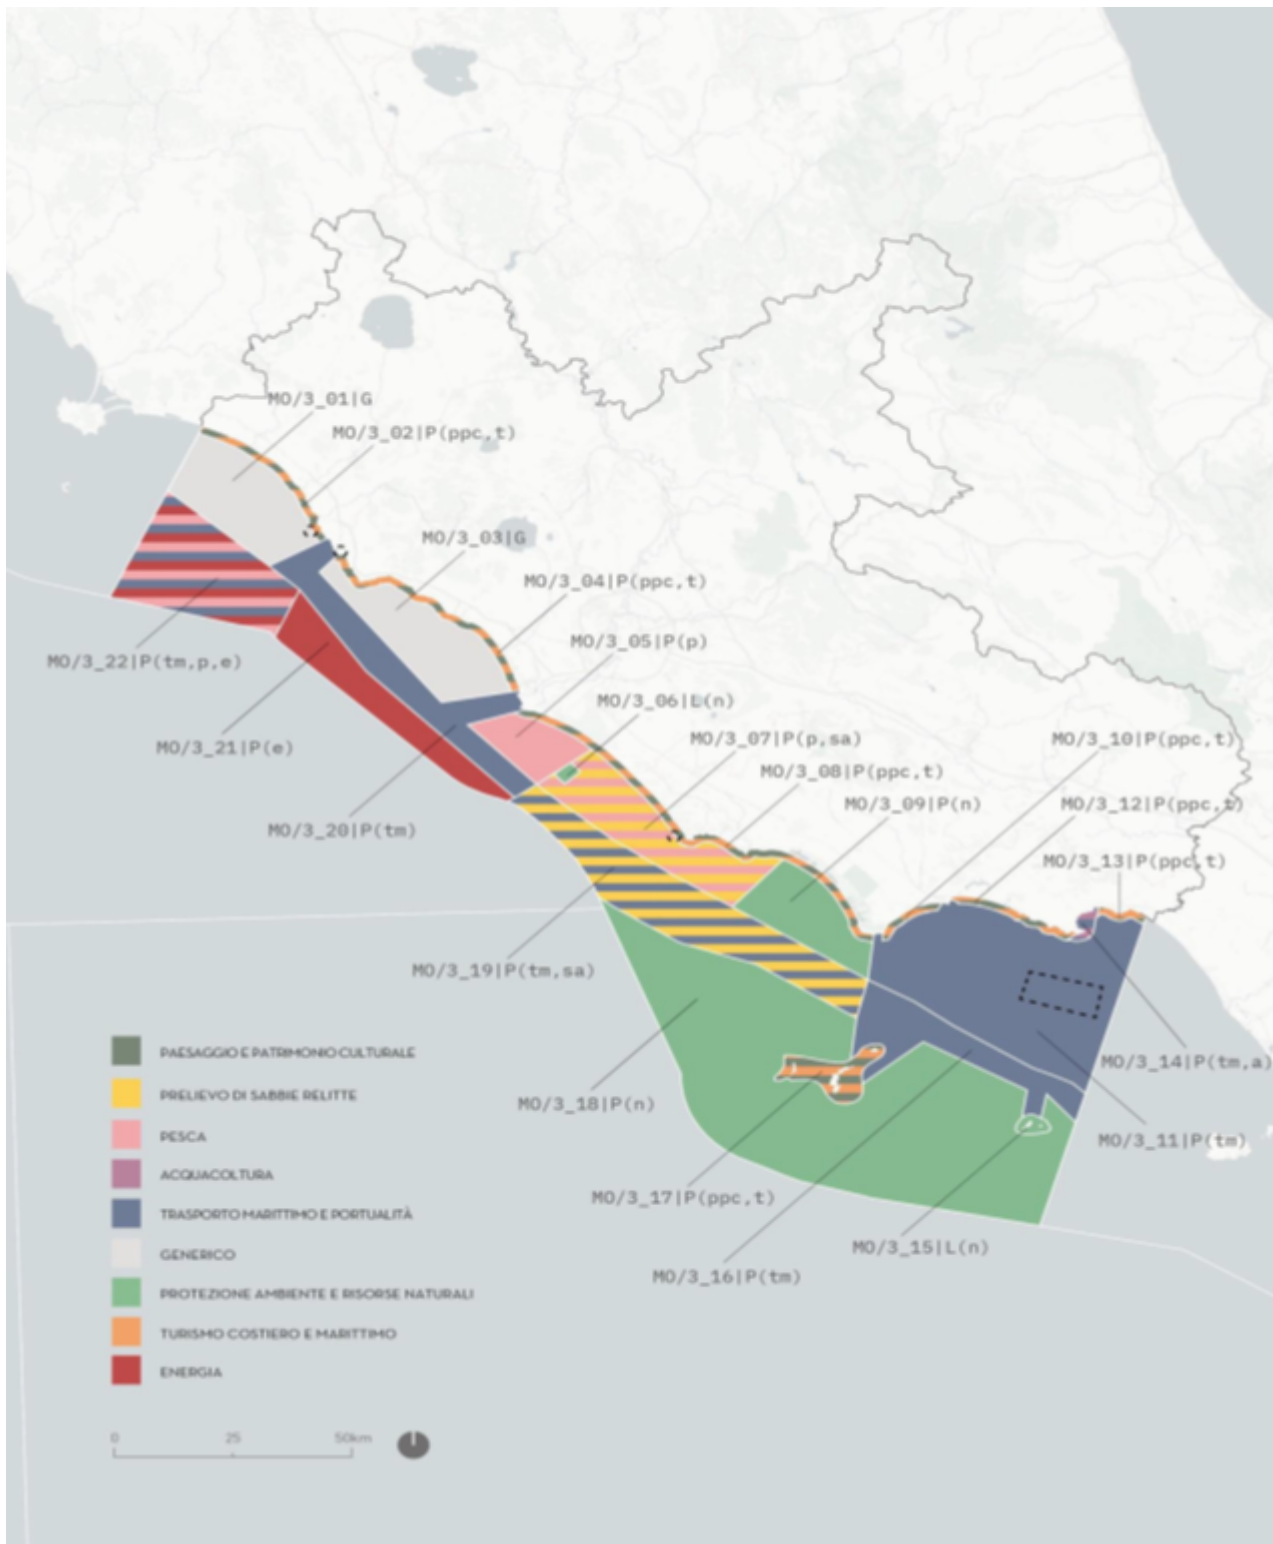 MO/3_01|G
MO/3_02|P(ppc,t)
MO/3_03|G
MO/3_04|P(ppc,t)
MO/3_05|P(p)
MO/3_22|P(tm,p,e)
MO/3_06|L(n)
MO/3_07|P(p,sa)
MO/3_10|P(ppc,t)
MO/3_21|P(e)
MO/3_08|P(ppc,t)
MO/3_09|P(n)
MO/3_12|P(ppc,t)
MO/3_20|P(tm)
MO/3_13|P(ppc,t)
MO/3_19|P(tm,sa)
MO/3_14|P(tm,a)
MO/3_18|P(n)
MO/3_11|P(tm)
MO/3_17|P(ppc,t)
MO/3_15|L(n)
MO/3_16|P(tm)
PAESAGGIO E PATRIMONIO CULTURALE
PRELIEVO DI SABBIE RELITTE
PESCA
ACQUACOLTURA
TRASPORTO MARITTIMO E PORTUALITÀ
GENERICO
PROTEZIONE AMBIENTE E RISORSE NATURALI
TURISMO COSTIERO E MARITTIMO
ENERGIA
0 25 50km